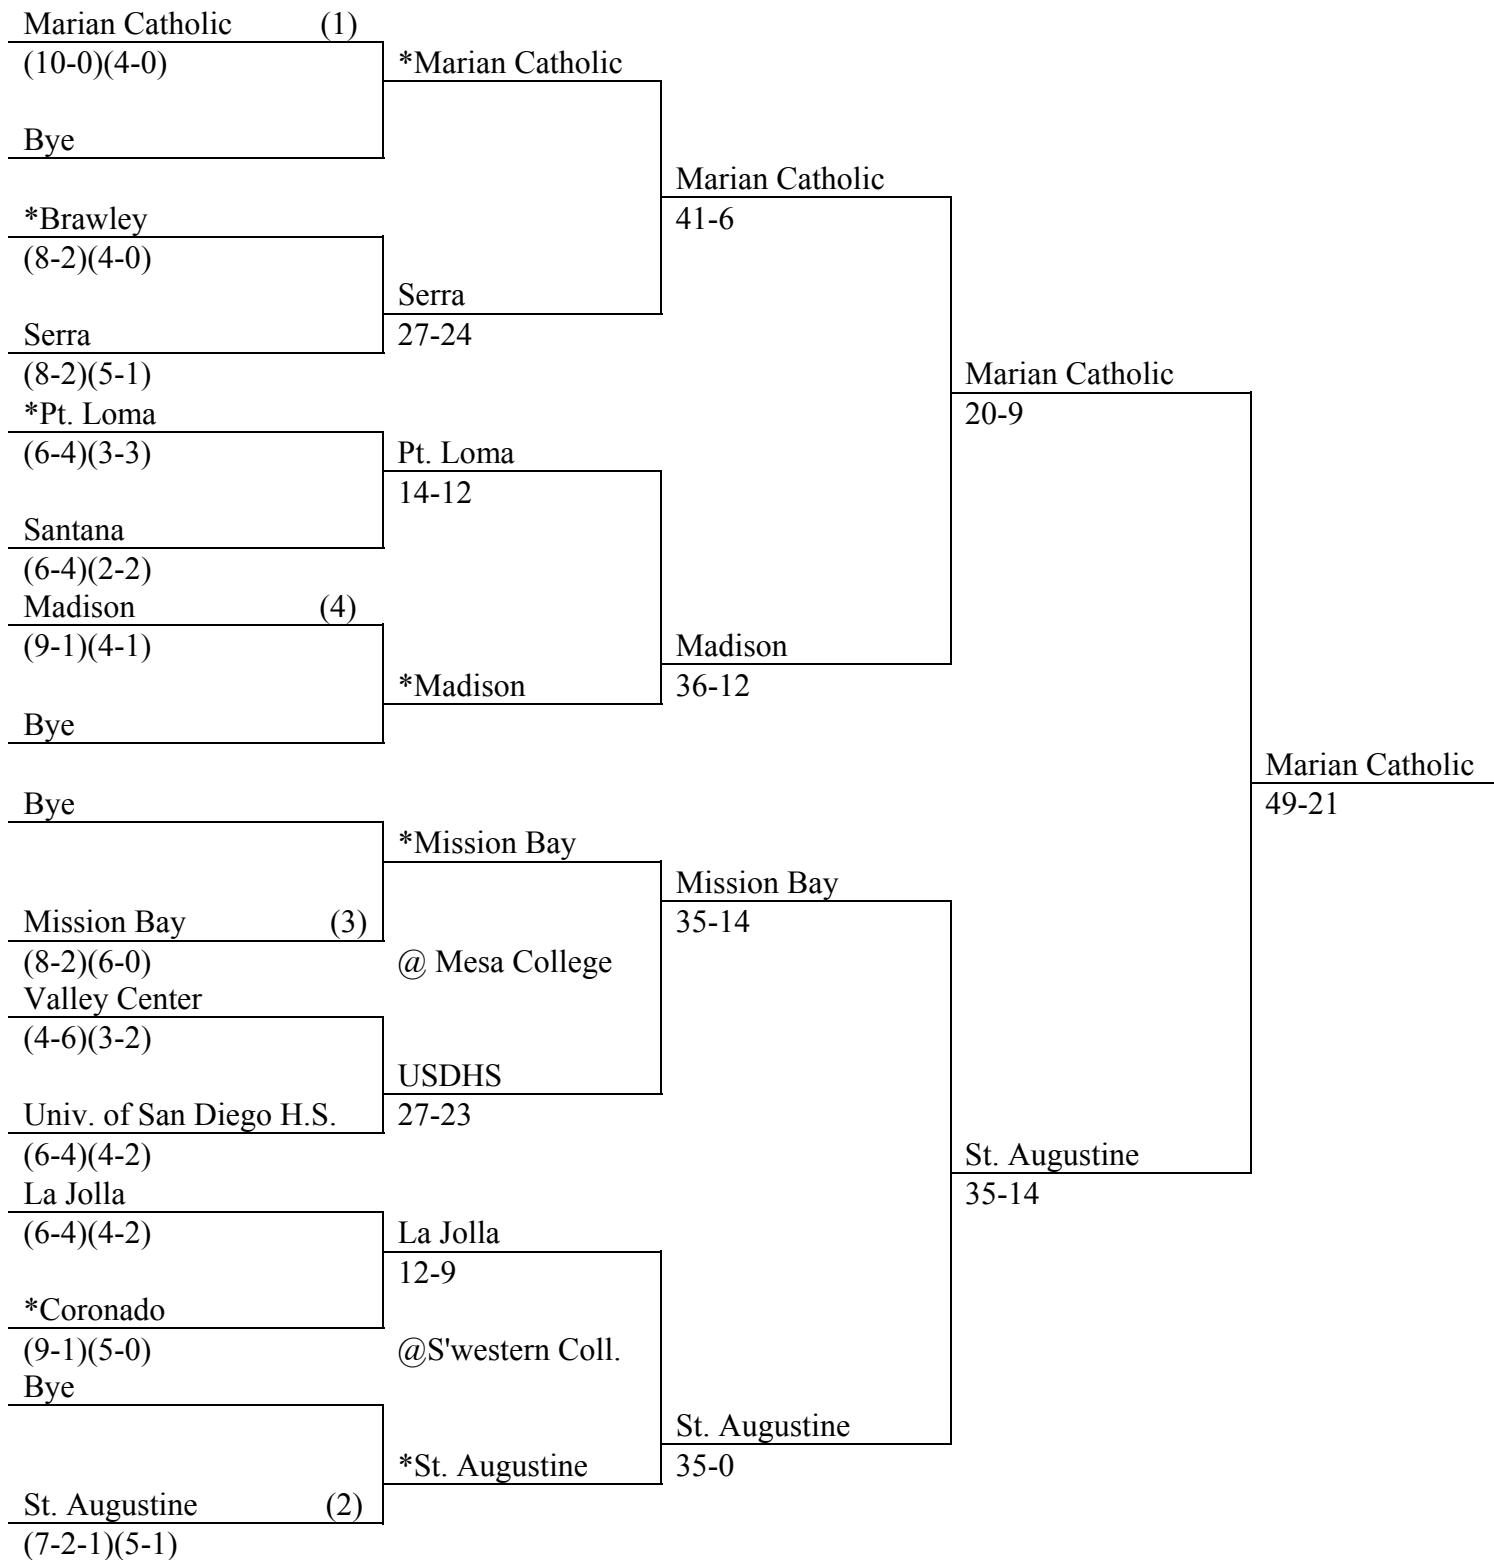 Marian Catholic (1)
(10-0)(4-0)
*Marian Catholic
Bye
Marian Catholic
41-6
*Brawley
(8-2)(4-0)
Serra
27-24
Serra
(8-2)(5-1)
Marian Catholic
20-9
*Pt. Loma
(6-4)(3-3)
Pt. Loma
14-12
Santana
(6-4)(2-2)
Madison (4)
(9-1)(4-1)
Madison
36-12
*Madison
Bye
Marian Catholic
49-21
Bye
*Mission Bay
Mission Bay
35-14
Mission Bay (3)
(8-2)(6-0)
@ Mesa College
Valley Center
(4-6)(3-2)
USDHS
27-23
Univ. of San Diego H.S.
(6-4)(4-2)
St. Augustine
35-14
La Jolla
(6-4)(4-2)
La Jolla
12-9
*Coronado
(9-1)(5-0)
@S'western Coll.
Bye
St. Augustine
35-0
*St. Augustine
St. Augustine (2)
(7-2-1)(5-1)